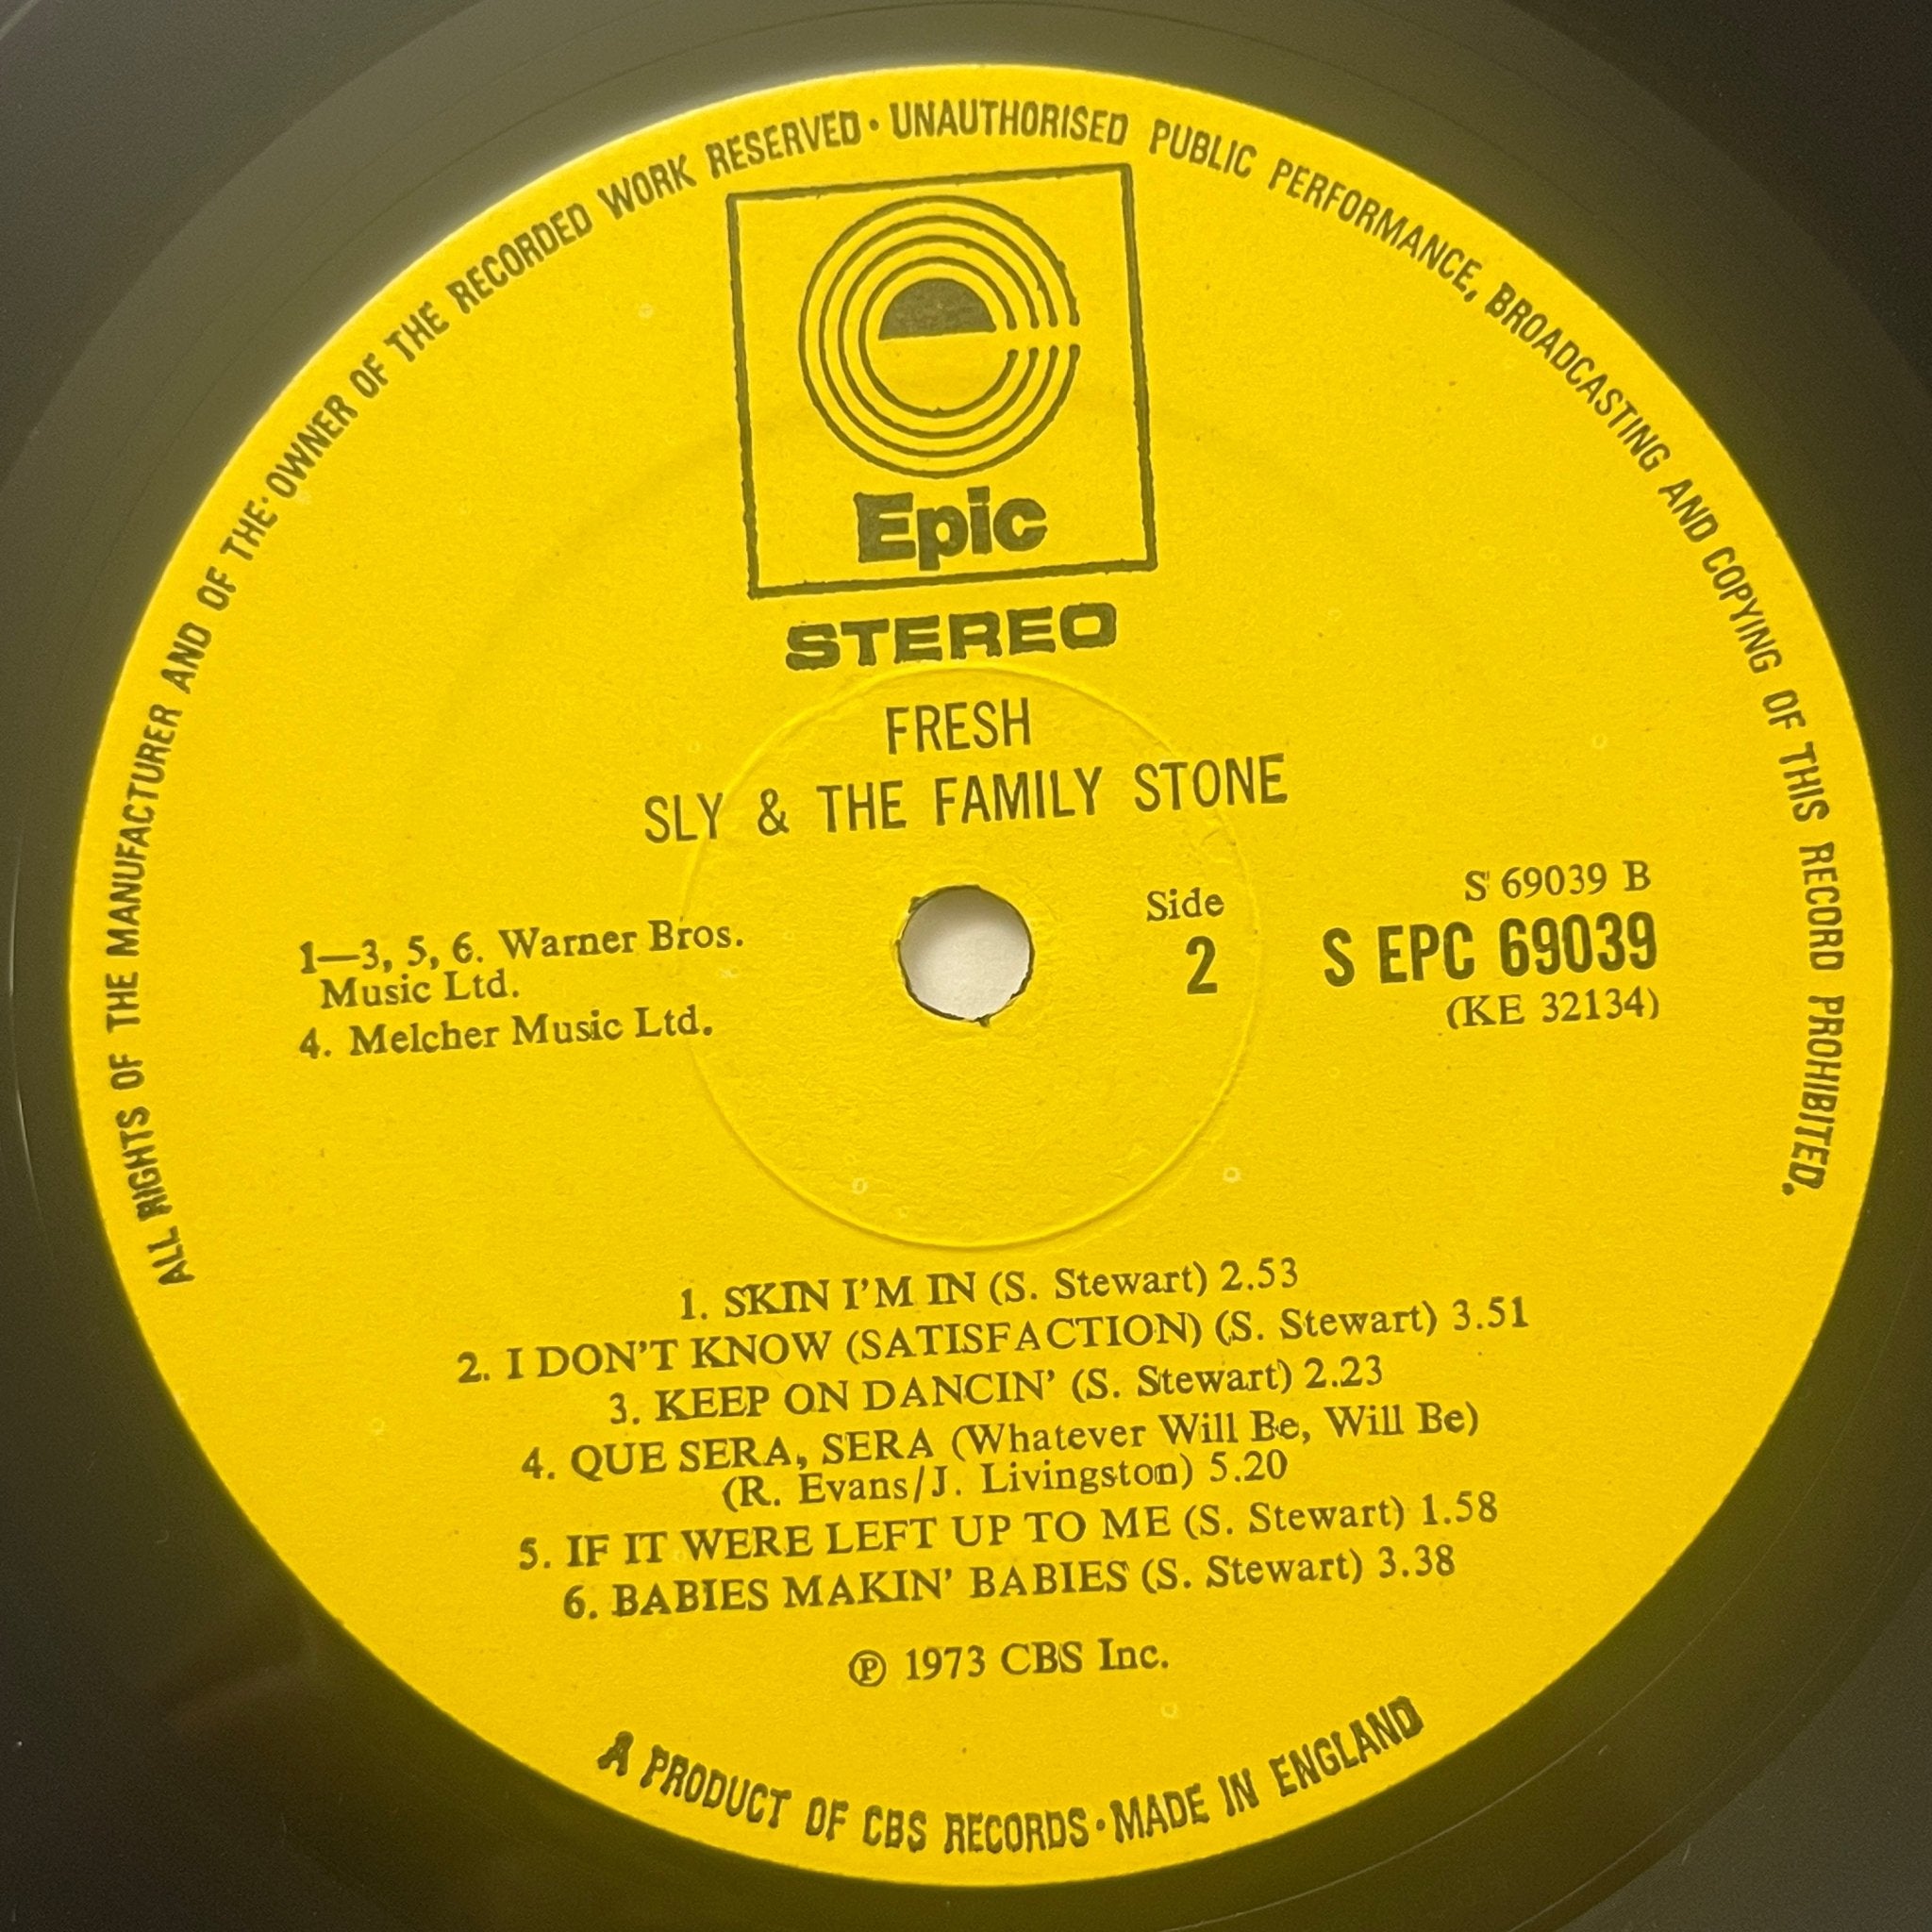 ALL RIGHTS OF THE MANUFACTURER AND OF THE· OWNER OF THE RECORDED WORK RESERVED · UNAUTHORISED PUBLIC PERFORMANCE, BROADCASTING AND COPYING OF THIS RECORD PROHIBITED.
Epic
STEREO
FRESH
SLY & THE FAMILY STONE
1—3, 5, 6. Warner Bros.
Music Ltd.
4. Melcher Music Ltd.
Side
2
S 69039 B
S EPC 69039
(KE 32134)
1. SKIN I'M IN (S. Stewart) 2.53
2. I DON'T KNOW (SATISFACTION) (S. Stewart) 3.51
3. KEEP ON DANCIN' (S. Stewart) 2.23
4. QUE SERA, SERA (Whatever Will Be, Will Be)
(R. Evans/J. Livingston) 5.20
5. IF IT WERE LEFT UP TO ME (S. Stewart) 1.58
6. BABIES MAKIN' BABIES (S. Stewart) 3.38
℗ 1973 CBS Inc.
A PRODUCT OF CBS RECORDS · MADE IN ENGLAND